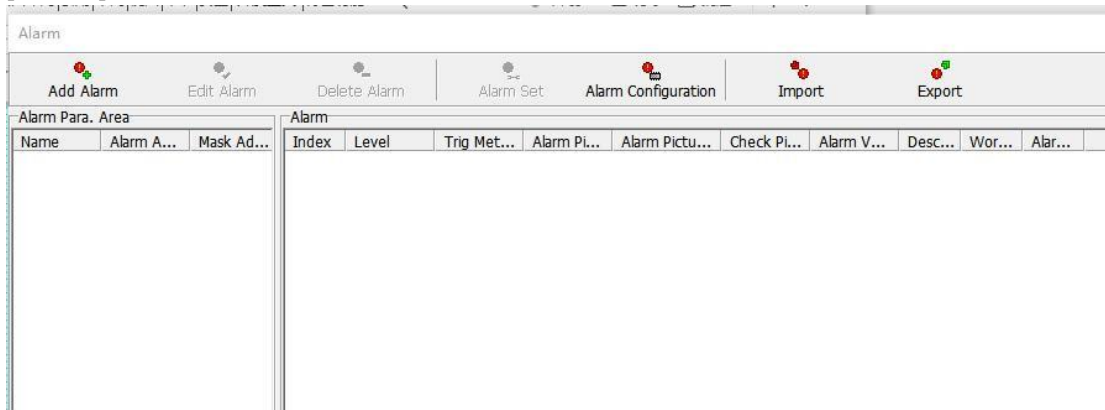 Alarm
Add Alarm Edit Alarm Delete Alarm Alarm Set Alarm Configuration Import Export
Alarm Para. Area Alarm
Name Alarm A... Mask Ad... Index Level Trig Met... Alarm Pi... Alarm Pictu... Check Pi... Alarm V... Desc... Wor... Alar...